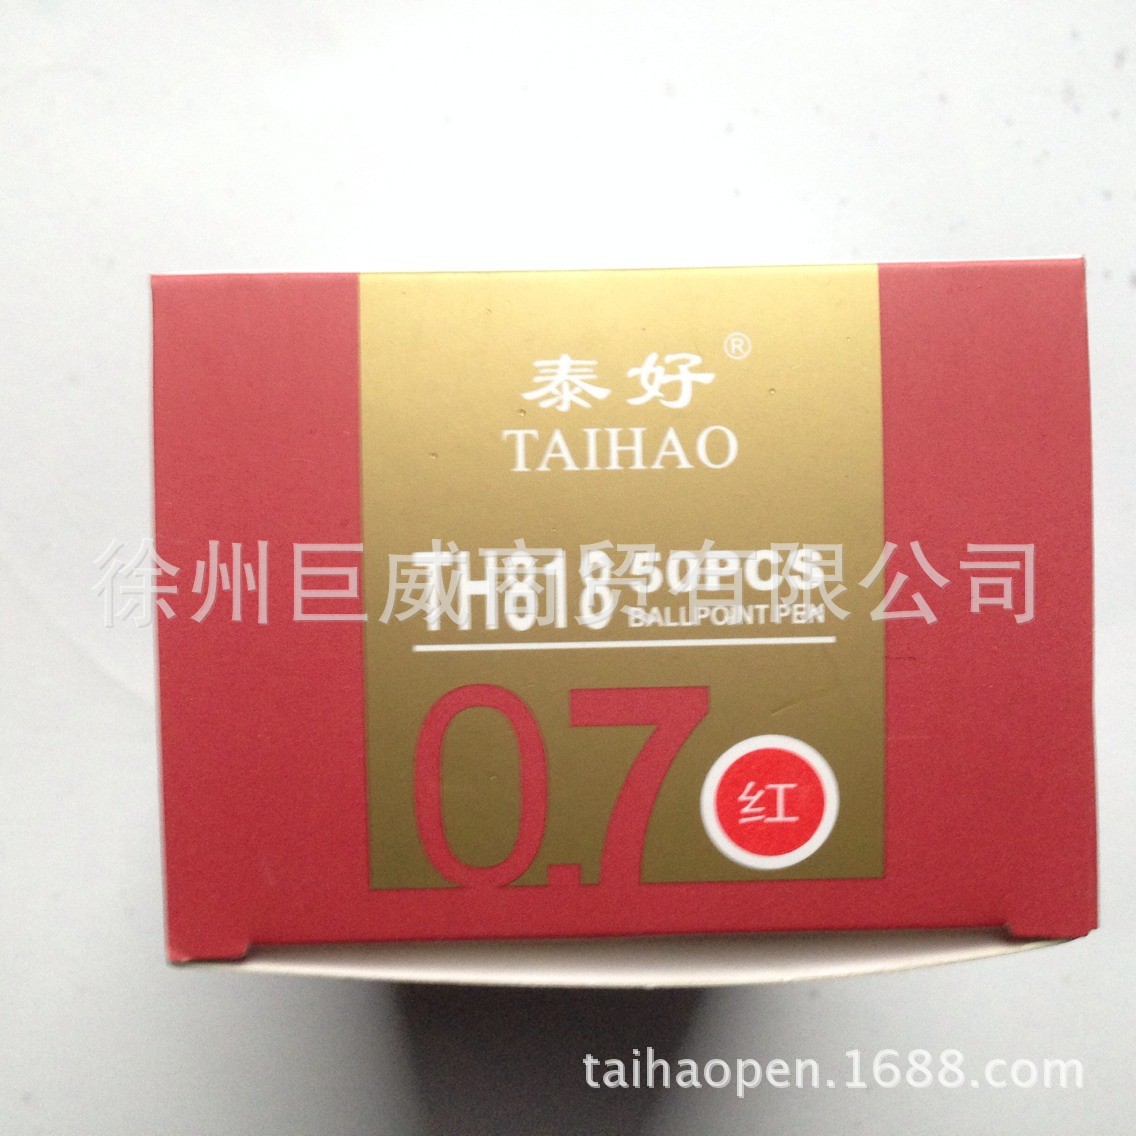 泰好®
TAIHAO
TH818 50PCS
BALLPOINT PEN
徐州巨威商贸有限公司
0.7
红
taihaopen.1688.com